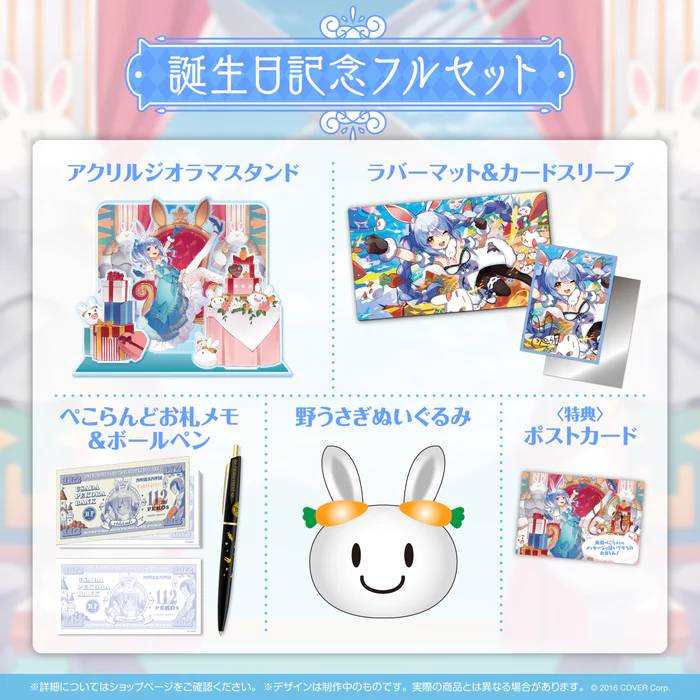 誕生日記念フルセット
アクリルジオラマスタンド
ラバーマット&カードスリーブ
ぺこらんどお札メモ
&ボールペン
USADA
PEKORA
BANK
112
PEKOS
USADA
PEKORA
BANK
112
PEKOS
野うさぎぬいぐるみ
〈特典〉
ポストカード
※詳細についてはショップページをご確認ください。 ※デザインは制作中のものです。実際の商品とは異なる場合があります。 © 2016 COVER Corp.